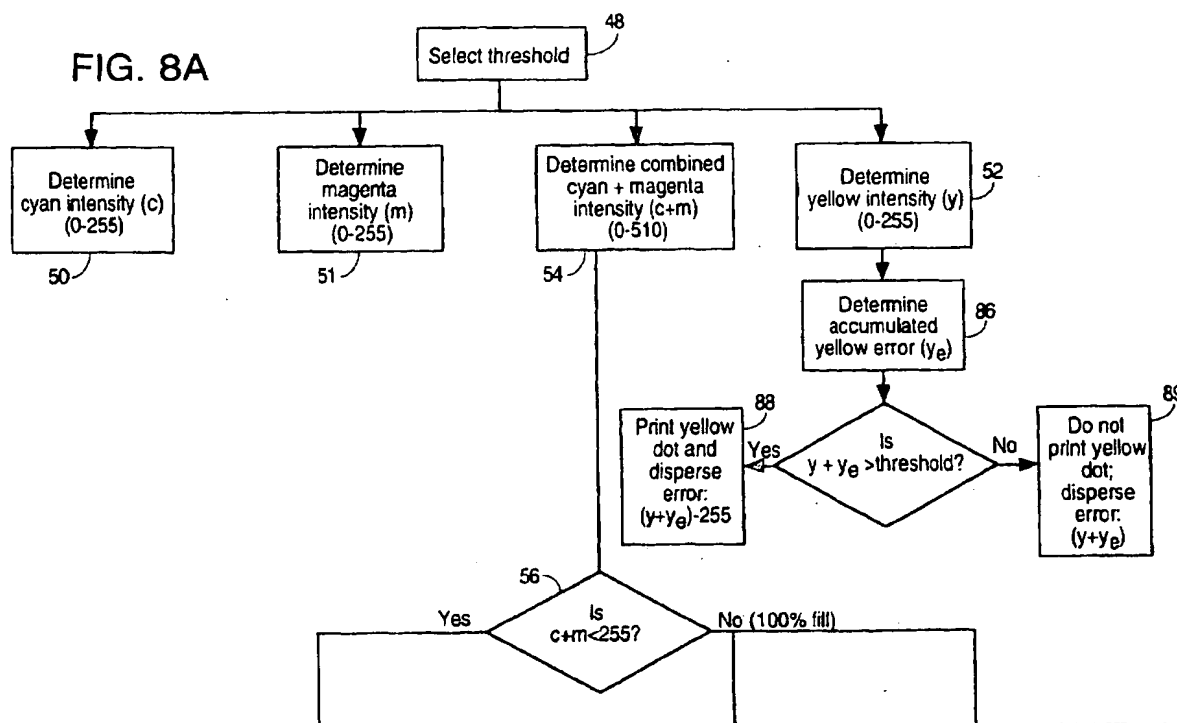 FIG. 8A
Select threshold
48
Determine
cyan intensity (c)
(0-255)
50
Determine
magenta
intensity (m)
(0-255)
51
Determine combined
cyan + magenta
intensity (c+m)
(0-510)
54
Determine
yellow intensity (y)
(0-255)
52
Determine
accumulated
yellow error (ye)
86
Print yellow
dot and
disperse
error:
(y+ye)-255
88
Yes
Is
y + ye >threshold?
No
Do not
print yellow
dot;
disperse
error:
(y+ye)
89
56
Yes
Is
c+m<255?
No (100% fill)